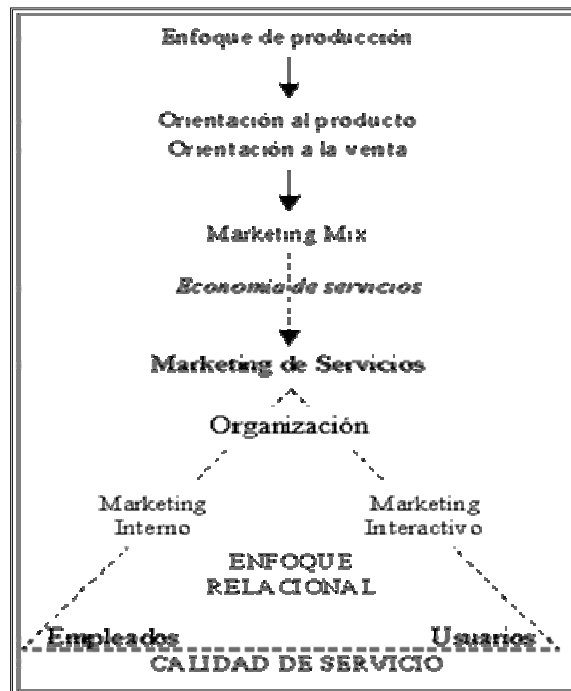 Enfoque de producción
Orientación al producto
Orientación a la venta
Marketing Mix
Economía de servicios
Marketing de Servicios
Organización
Marketing
Interno
Marketing
Interactivo
ENFOQUE
RELACIONAL
Empleados
Usuarios
CALIDAD DE SERVICIO